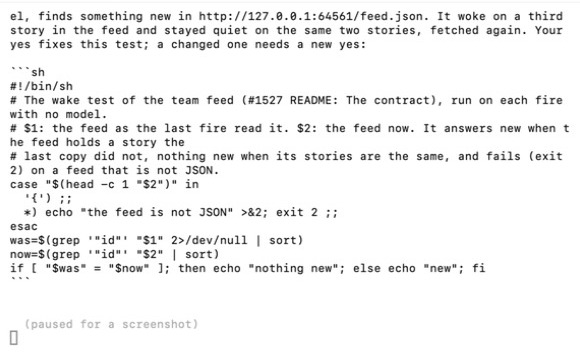 el, finds something new in http://127.0.0.1:64561/feed.json. It woke on a third
story in the feed and stayed quiet on the same two stories, fetched again. Your
yes fixes this test; a changed one needs a new yes:
```sh
#!/bin/sh
# The wake test of the team feed (#1527 README: The contract), run on each fire
with no model.
# $1: the feed as the last fire read it. $2: the feed now. It answers new when t
he feed holds a story the
# last copy did not, nothing new when its stories are the same, and fails (exit
2) on a feed that is not JSON.
case "$(head -c 1 "$2")" in
  '{') ;;
  *) echo "the feed is not JSON" >&2; exit 2 ;;
esac
was=$(grep '"id"' "$1" 2>/dev/null | sort)
now=$(grep '"id"' "$2" | sort)
if [ "$was" = "$now" ]; then echo "nothing new"; else echo "new"; fi
```
(paused for a screenshot)